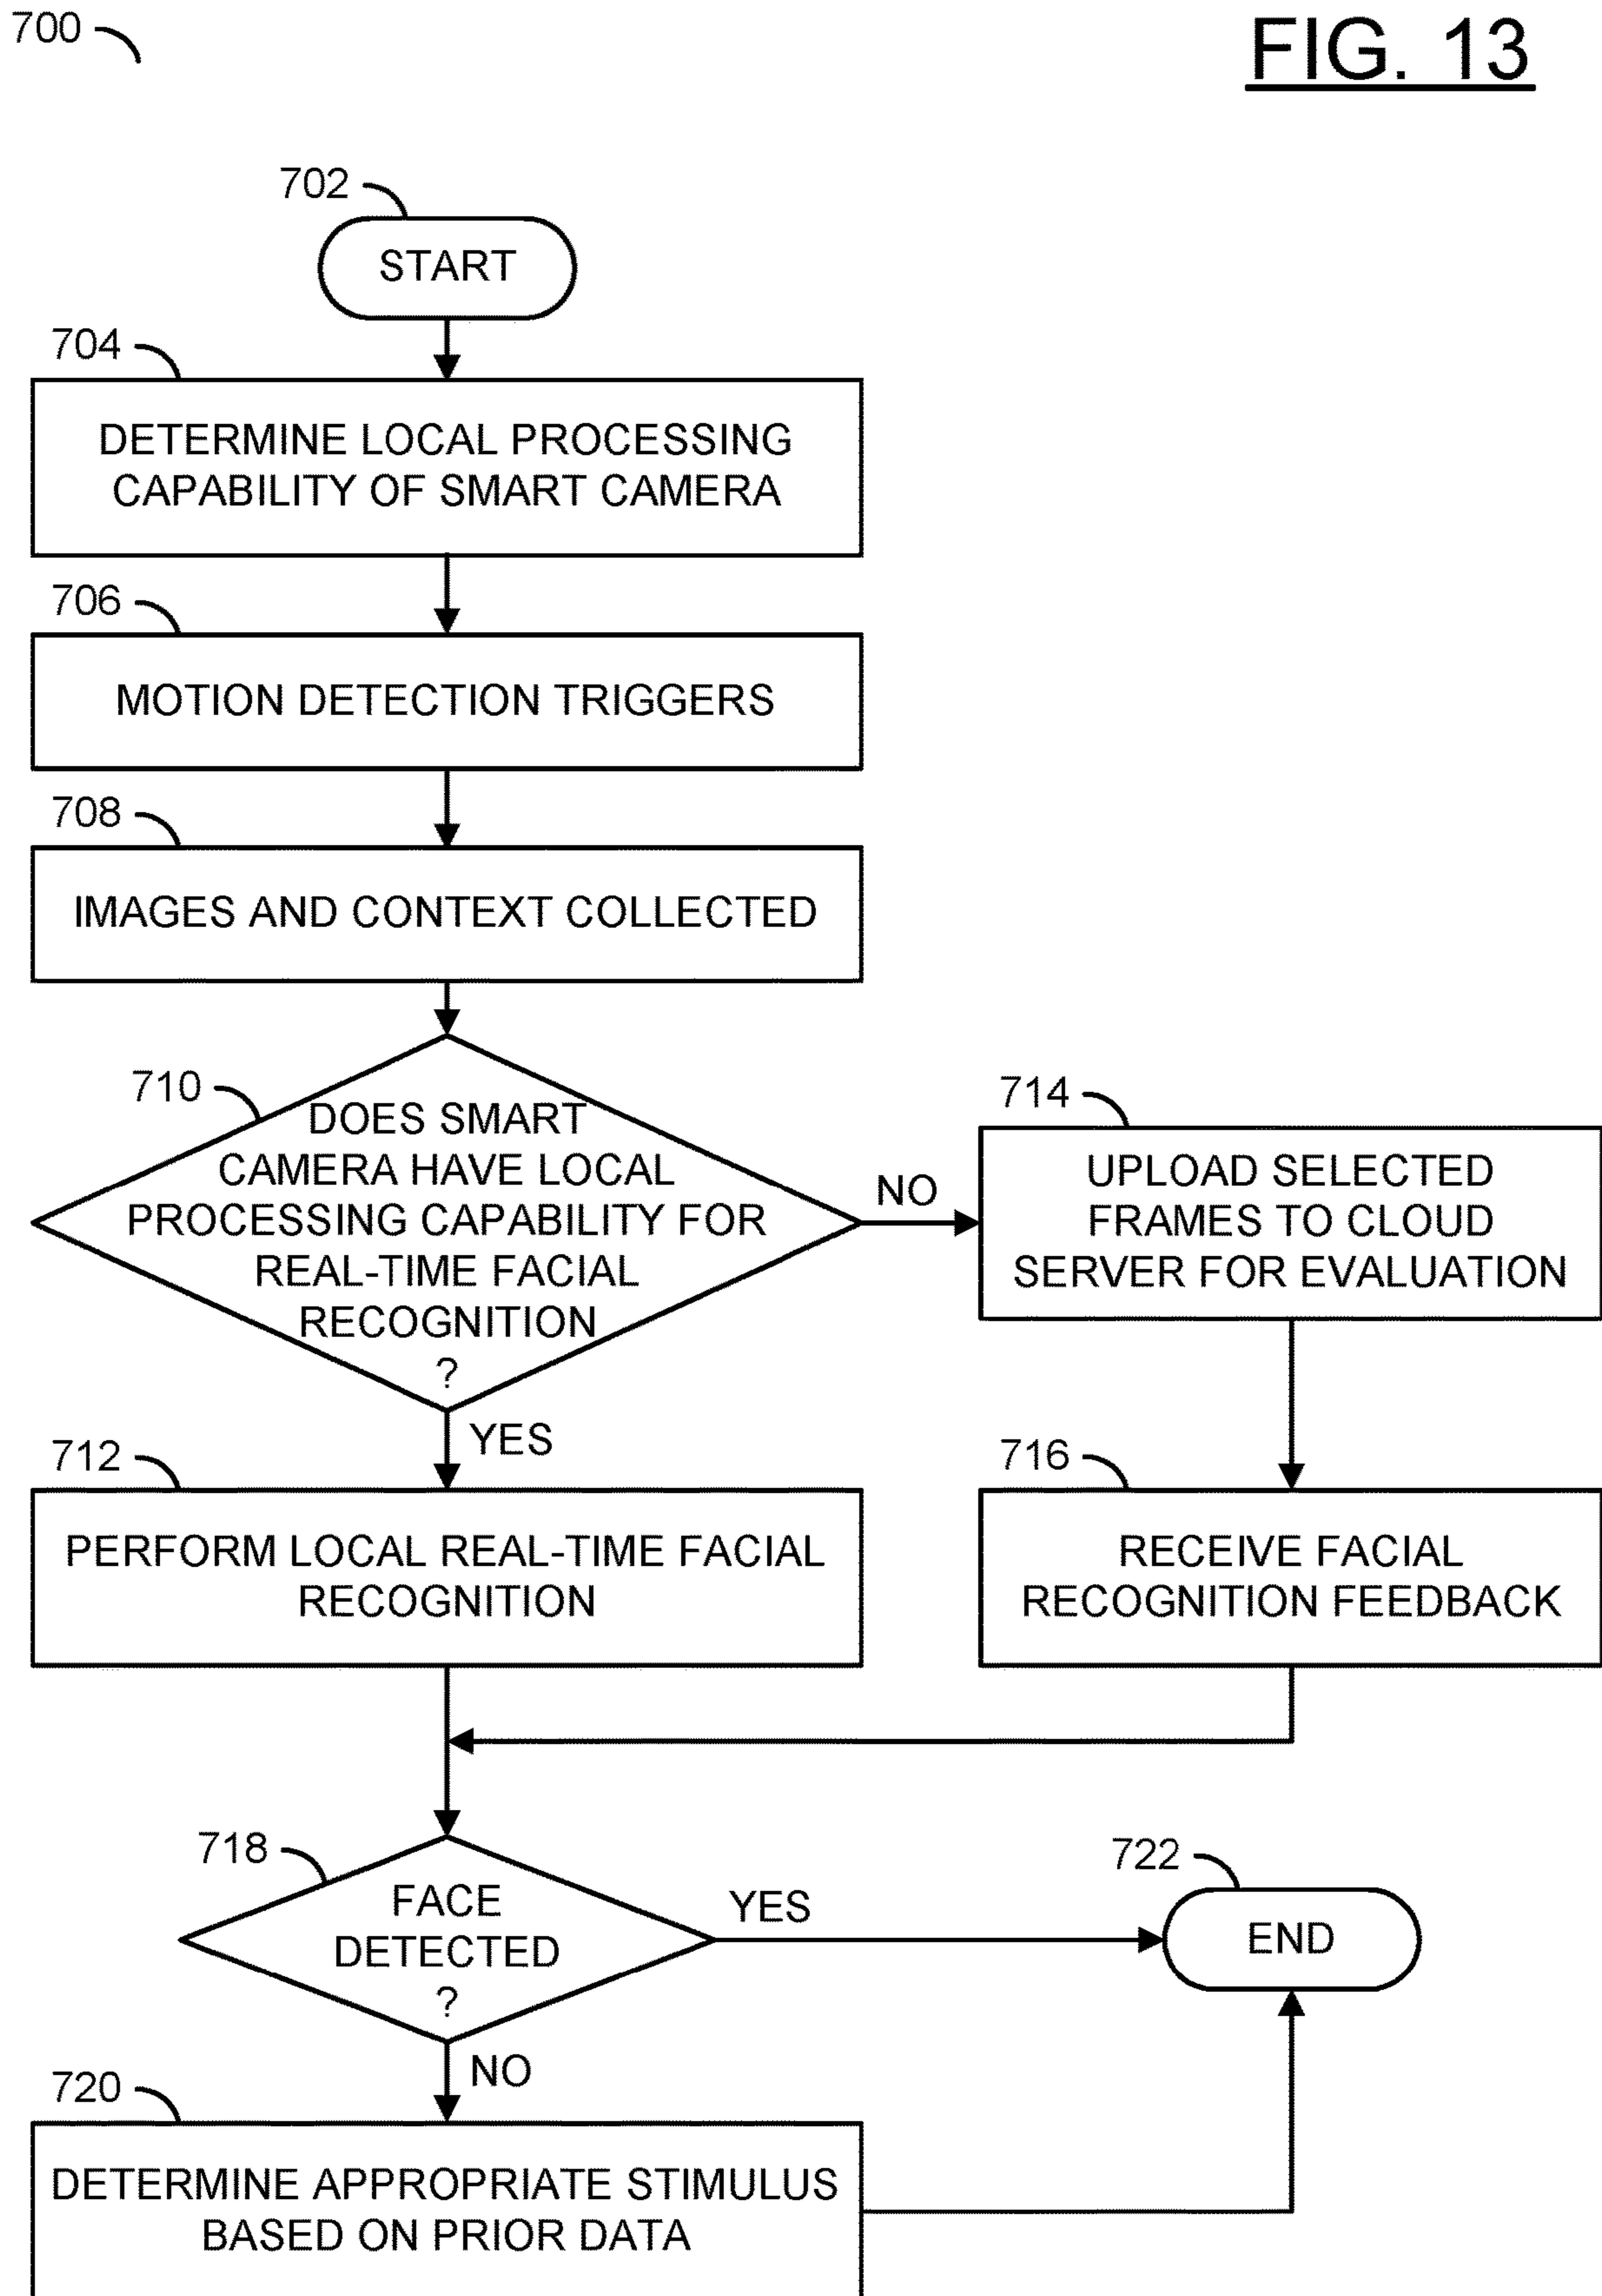 700
FIG. 13
702
START
704
DETERMINE LOCAL PROCESSING
CAPABILITY OF SMART CAMERA
706
MOTION DETECTION TRIGGERS
708
IMAGES AND CONTEXT COLLECTED
710
DOES SMART
CAMERA HAVE LOCAL
PROCESSING CAPABILITY FOR
REAL-TIME FACIAL
RECOGNITION
?
NO
714
UPLOAD SELECTED
FRAMES TO CLOUD
SERVER FOR EVALUATION
YES
712
PERFORM LOCAL REAL-TIME FACIAL
RECOGNITION
716
RECEIVE FACIAL
RECOGNITION FEEDBACK
718
FACE
DETECTED
?
YES
722
END
NO
720
DETERMINE APPROPRIATE STIMULUS
BASED ON PRIOR DATA